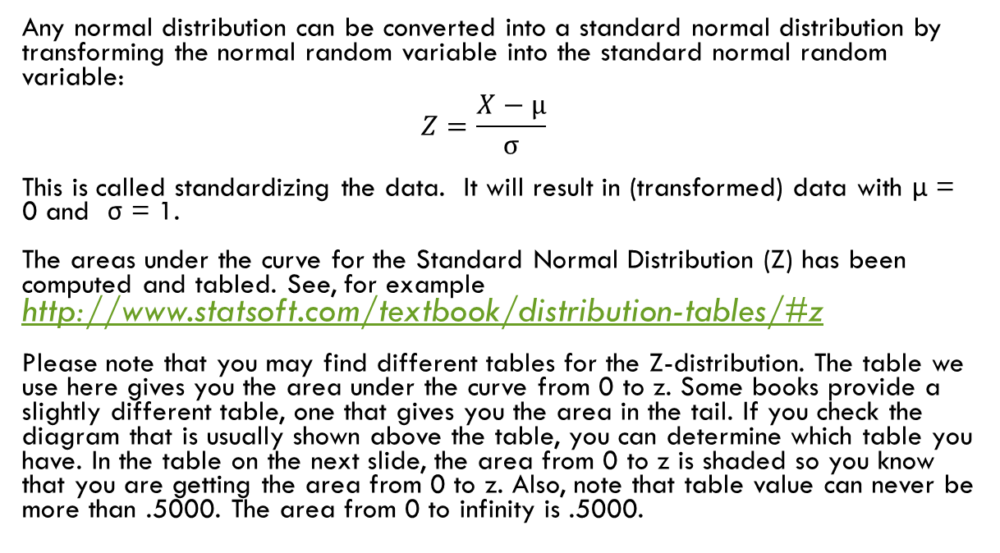 Any normal distribution can be converted into a standard normal distribution by
transforming the normal random variable into the standard normal random
variable:
Z = (X − μ) / σ
This is called standardizing the data.  It will result in (transformed) data with μ =
0 and  σ = 1.
The areas under the curve for the Standard Normal Distribution (Z) has been
computed and tabled. See, for example
http://www.statsoft.com/textbook/distribution-tables/#z
Please note that you may find different tables for the Z-distribution. The table we
use here gives you the area under the curve from 0 to z. Some books provide a
slightly different table, one that gives you the area in the tail. If you check the
diagram that is usually shown above the table, you can determine which table you
have. In the table on the next slide, the area from 0 to z is shaded so you know
that you are getting the area from 0 to z. Also, note that table value can never be
more than .5000. The area from 0 to infinity is .5000.